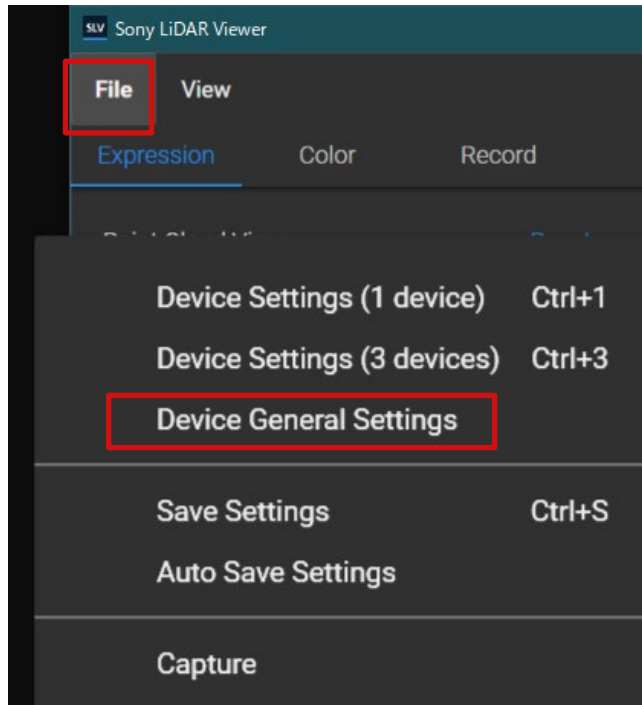 SLV Sony LiDAR Viewer
File View
Expression Color Record
Device Settings (1 device) Ctrl+1
Device Settings (3 devices) Ctrl+3
Device General Settings
Save Settings Ctrl+S
Auto Save Settings
Capture